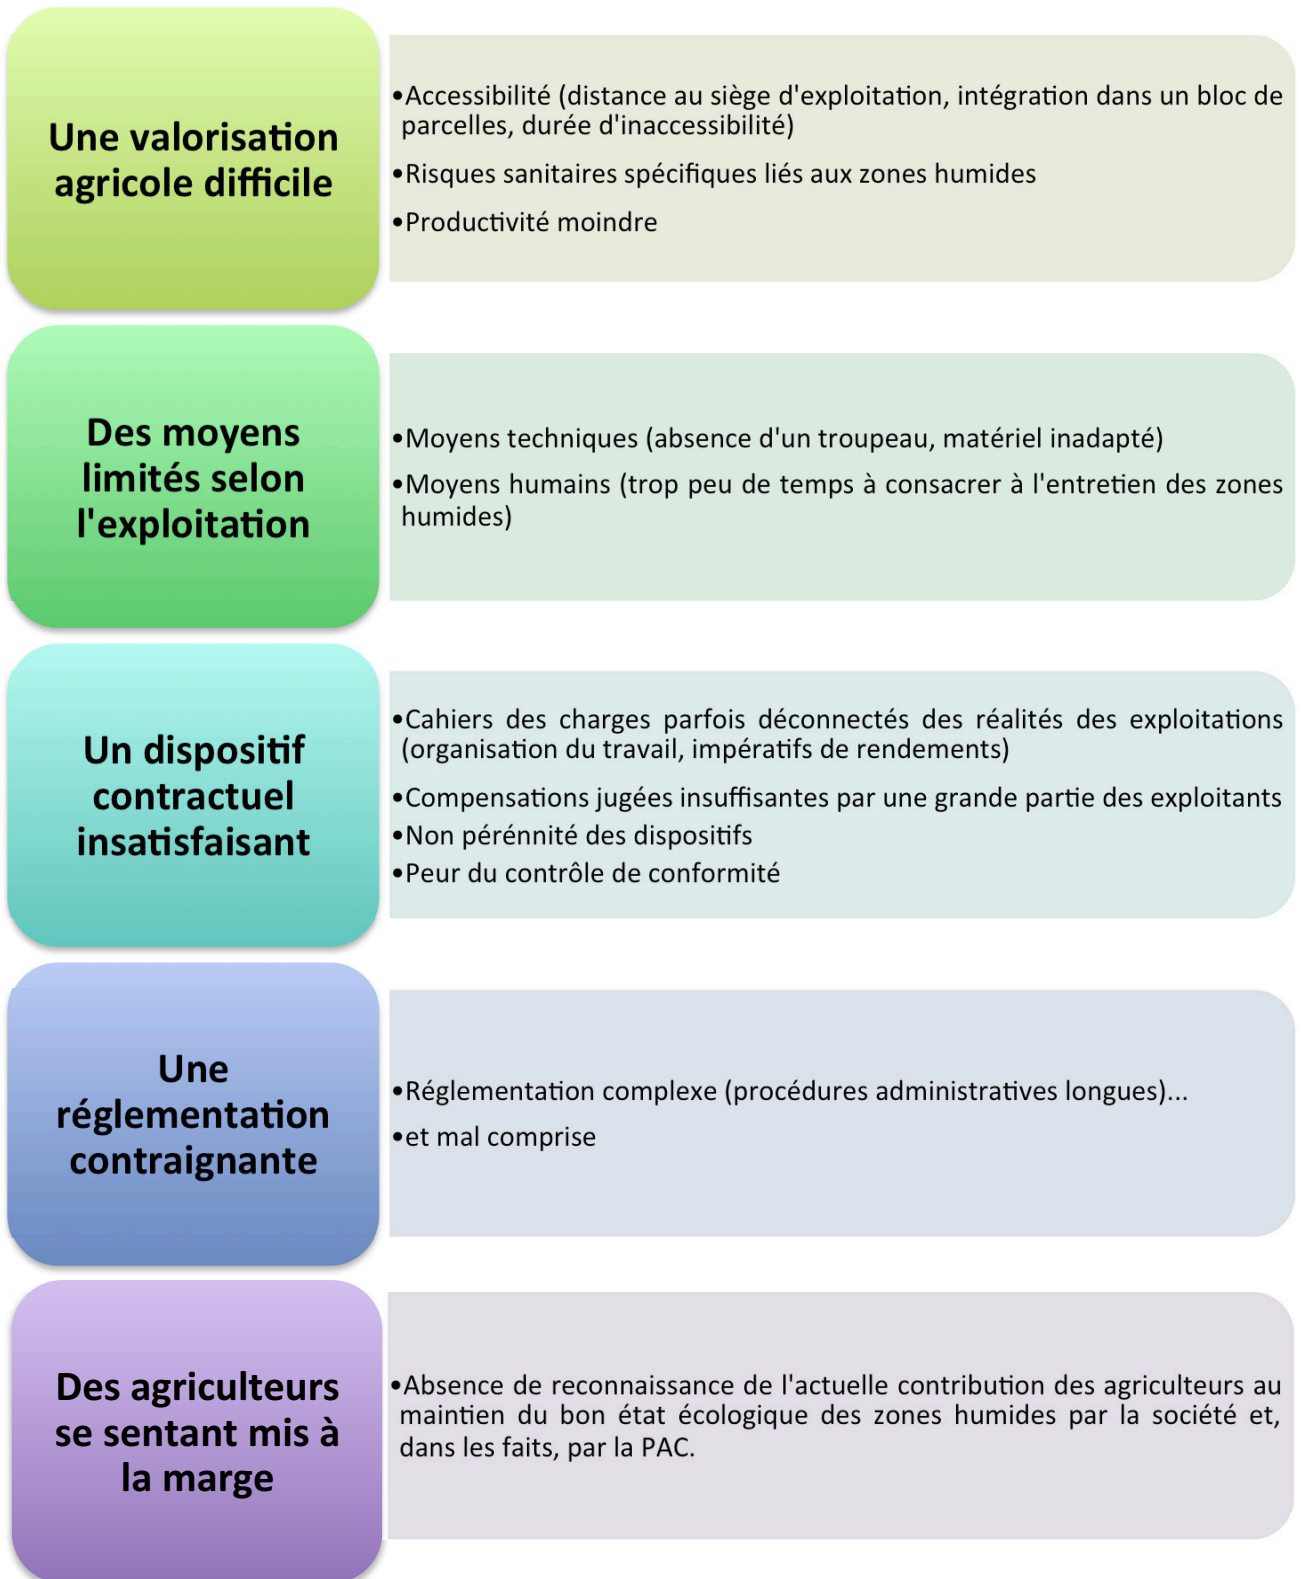 Une valorisation
agricole difficile
•Accessibilité (distance au siège d'exploitation, intégration dans un bloc de
parcelles, durée d'inaccessibilité)
•Risques sanitaires spécifiques liés aux zones humides
•Productivité moindre
Des moyens
limités selon
l'exploitation
•Moyens techniques (absence d'un troupeau, matériel inadapté)
•Moyens humains (trop peu de temps à consacrer à l'entretien des zones
humides)
Un dispositif
contractuel
insatisfaisant
•Cahiers des charges parfois déconnectés des réalités des exploitations
(organisation du travail, impératifs de rendements)
•Compensations jugées insuffisantes par une grande partie des exploitants
•Non pérénnité des dispositifs
•Peur du contrôle de conformité
Une
réglementation
contraignante
•Réglementation complexe (procédures administratives longues)...
•et mal comprise
Des agriculteurs
se sentant mis à
la marge
•Absence de reconnaissance de l'actuelle contribution des agriculteurs au
maintien du bon état écologique des zones humides par la société et,
dans les faits, par la PAC.